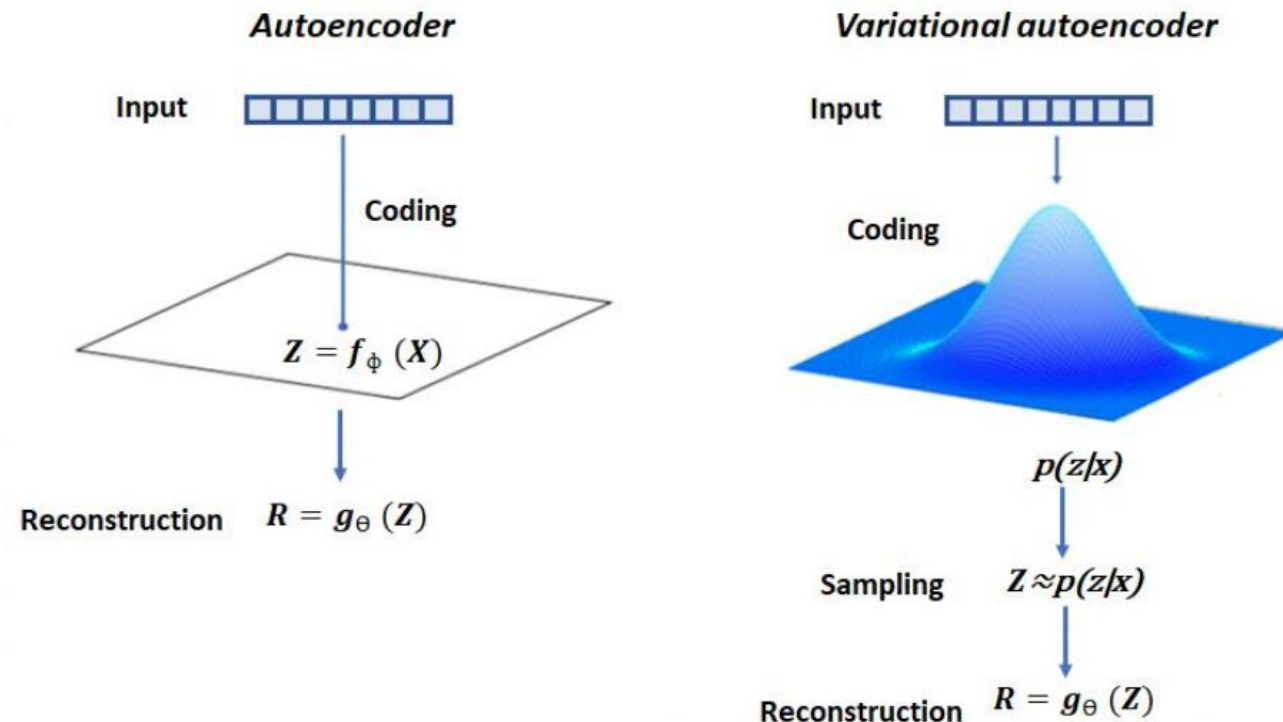 Autoencoder
Input
Coding
Z = f_ϕ (X)
Reconstruction R = g_θ (Z)
Variational autoencoder
Input
Coding
p(z|x)
Sampling Z≈p(z|x)
Reconstruction R = g_θ (Z)